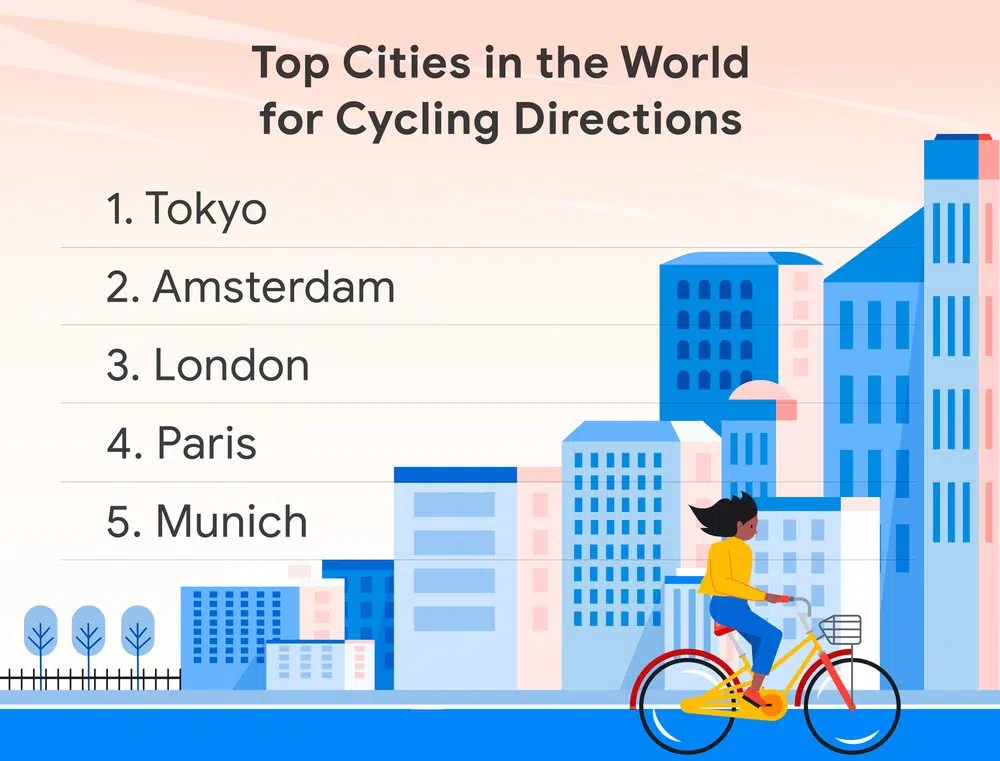 Top Cities in the World
for Cycling Directions
1. Tokyo
2. Amsterdam
3. London
4. Paris
5. Munich